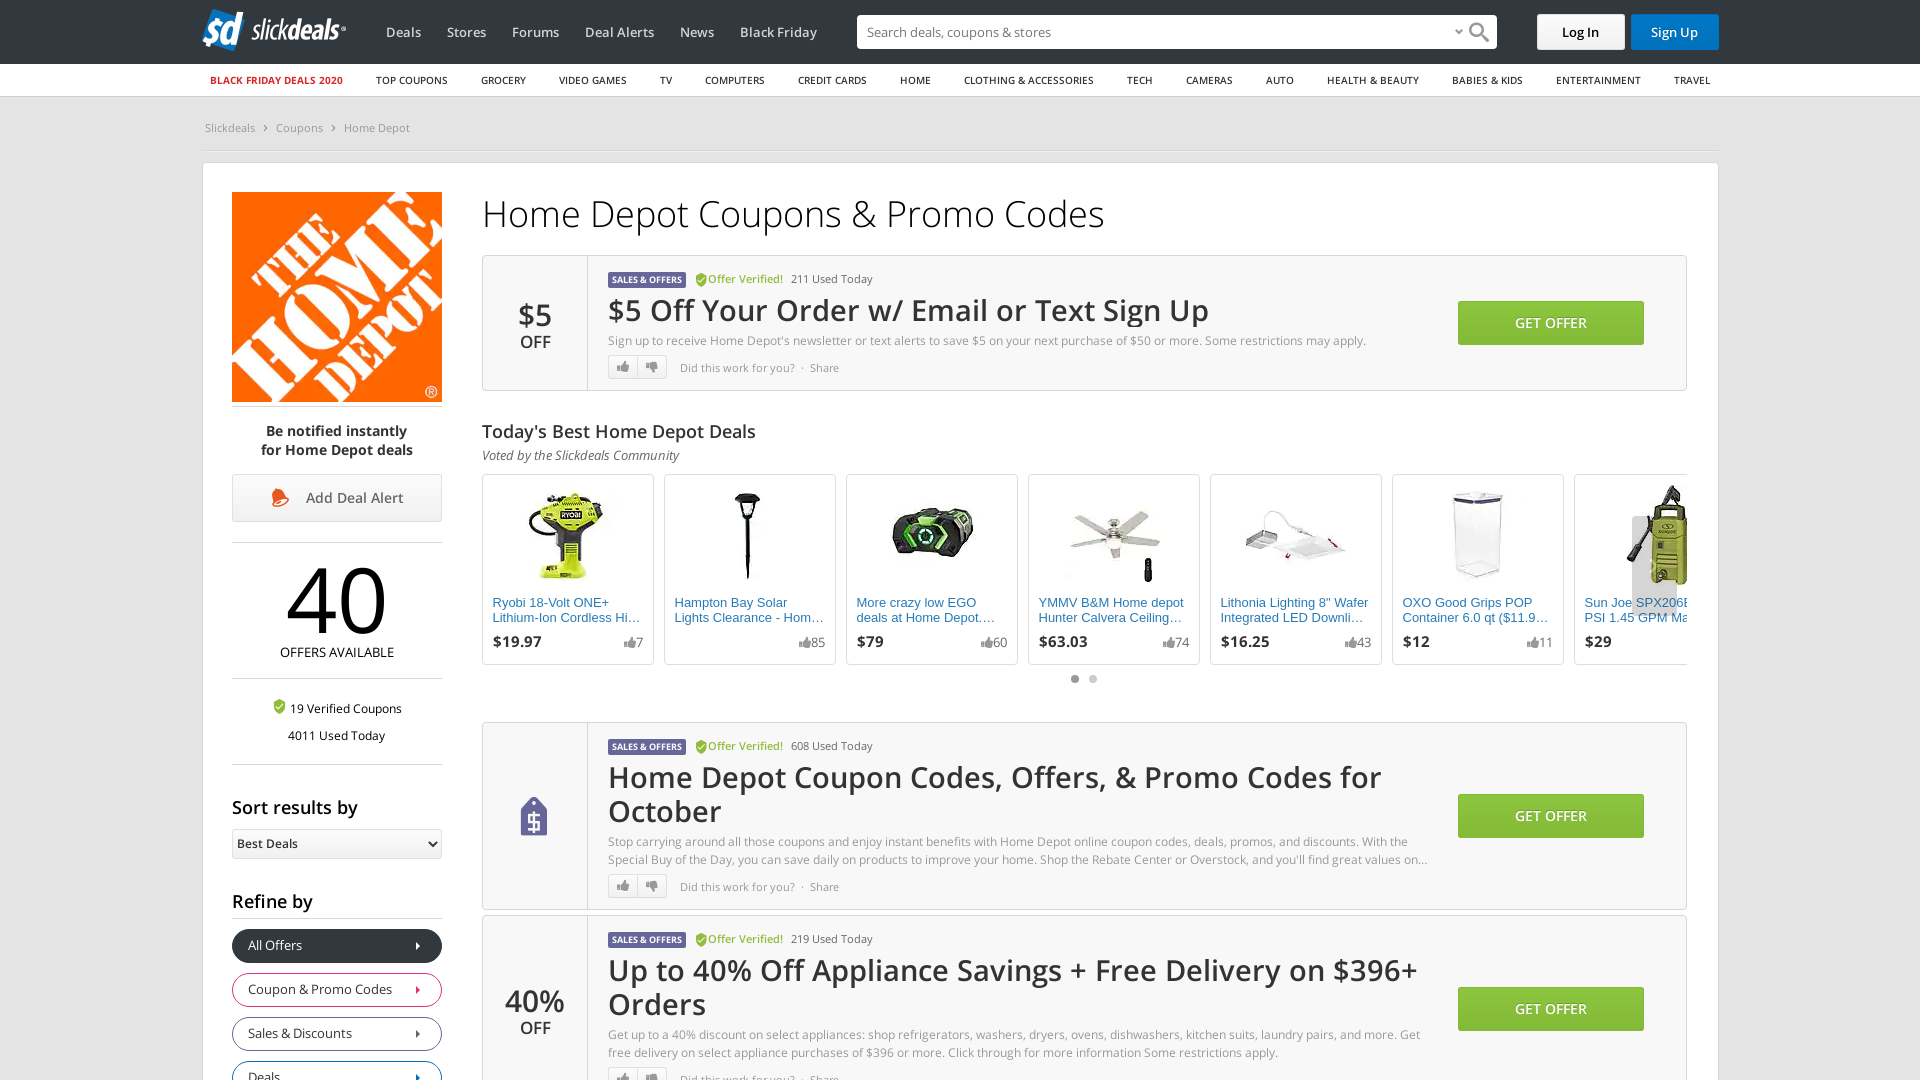 sd slickdeals®
Deals Stores Forums Deal Alerts News Black Friday
Search deals, coupons & stores
Log In
Sign Up
BLACK FRIDAY DEALS 2020 TOP COUPONS GROCERY VIDEO GAMES TV COMPUTERS CREDIT CARDS HOME CLOTHING & ACCESSORIES TECH CAMERAS AUTO HEALTH & BEAUTY BABIES & KIDS ENTERTAINMENT TRAVEL
Slickdeals > Coupons > Home Depot
THE HOME DEPOT ®
Be notified instantly
for Home Depot deals
Add Deal Alert
40
OFFERS AVAILABLE
19 Verified Coupons
4011 Used Today
Sort results by
Best Deals
Refine by
All Offers
Coupon & Promo Codes
Sales & Discounts
Deals
Home Depot Coupons & Promo Codes
$5
OFF
SALES & OFFERS Offer Verified! 211 Used Today
$5 Off Your Order w/ Email or Text Sign Up
Sign up to receive Home Depot's newsletter or text alerts to save $5 on your next purchase of $50 or more. Some restrictions may apply.
Did this work for you? · Share
GET OFFER
Today's Best Home Depot Deals
Voted by the Slickdeals Community
RYOBI
Ryobi 18-Volt ONE+
Lithium-Ion Cordless Hi...
$19.97 7
Hampton Bay Solar
Lights Clearance - Hom...
85
More crazy low EGO
deals at Home Depot....
$79 60
YMMV B&M Home depot
Hunter Calvera Ceiling...
$63.03 74
Lithonia Lighting 8" Wafer
Integrated LED Downli...
$16.25 43
OXO Good Grips POP
Container 6.0 qt ($11.9...
$12 11
Sun Joe SPX206E
PSI 1.45 GPM Ma
$29
SALES & OFFERS Offer Verified! 608 Used Today
Home Depot Coupon Codes, Offers, & Promo Codes for
October
Stop carrying around all those coupons and enjoy instant benefits with Home Depot online coupon codes, deals, promos, and discounts. With the
Special Buy of the Day, you can save daily on products to improve your home. Shop the Rebate Center or Overstock, and you'll find great values on...
Did this work for you? · Share
GET OFFER
40%
OFF
SALES & OFFERS Offer Verified! 219 Used Today
Up to 40% Off Appliance Savings + Free Delivery on $396+
Orders
Get up to a 40% discount on select appliances: shop refrigerators, washers, dryers, ovens, dishwashers, kitchen suits, laundry pairs, and more. Get
free delivery on select appliance purchases of $396 or more. Click through for more information Some restrictions apply.
Did this work for you? · Share
GET OFFER